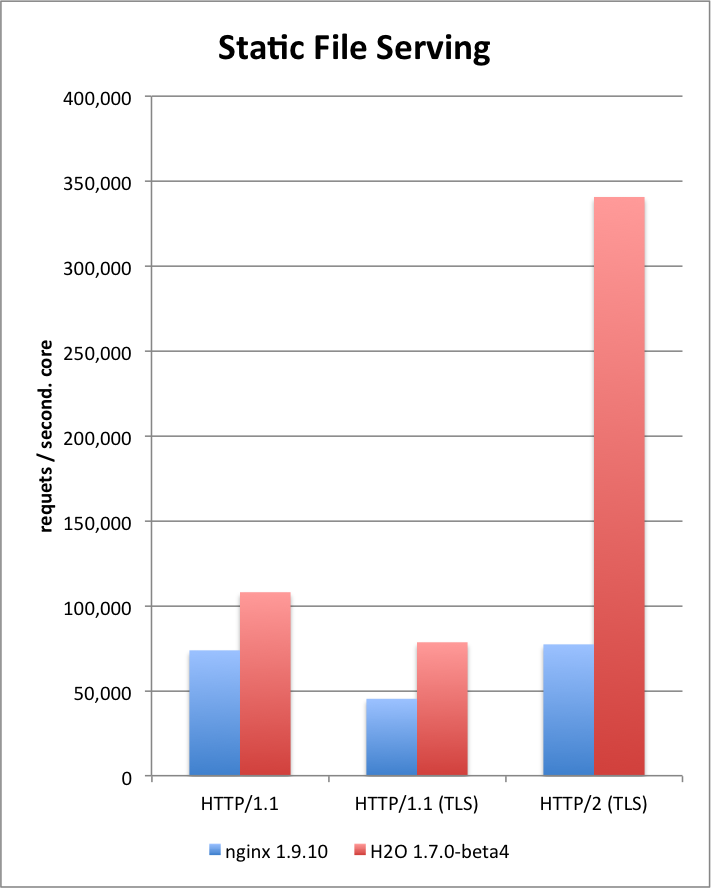 Static File Serving
400,000
350,000
300,000
250,000
200,000
150,000
100,000
50,000
0
requets / second. core
HTTP/1.1
HTTP/1.1 (TLS)
HTTP/2 (TLS)
nginx 1.9.10
H2O 1.7.0-beta4